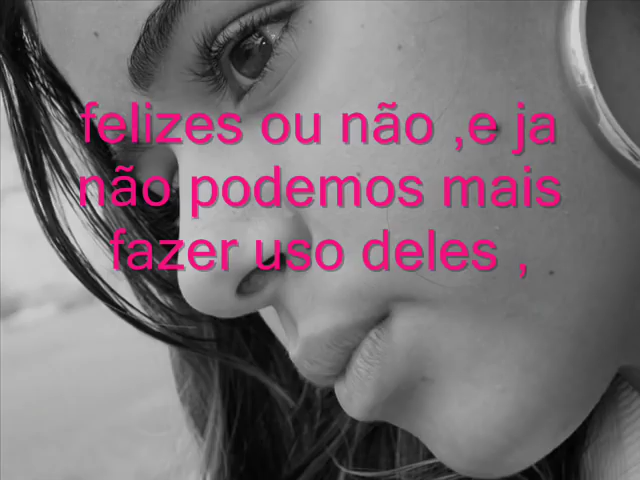 felizes ou não ,e ja
não podemos mais
fazer uso deles ,